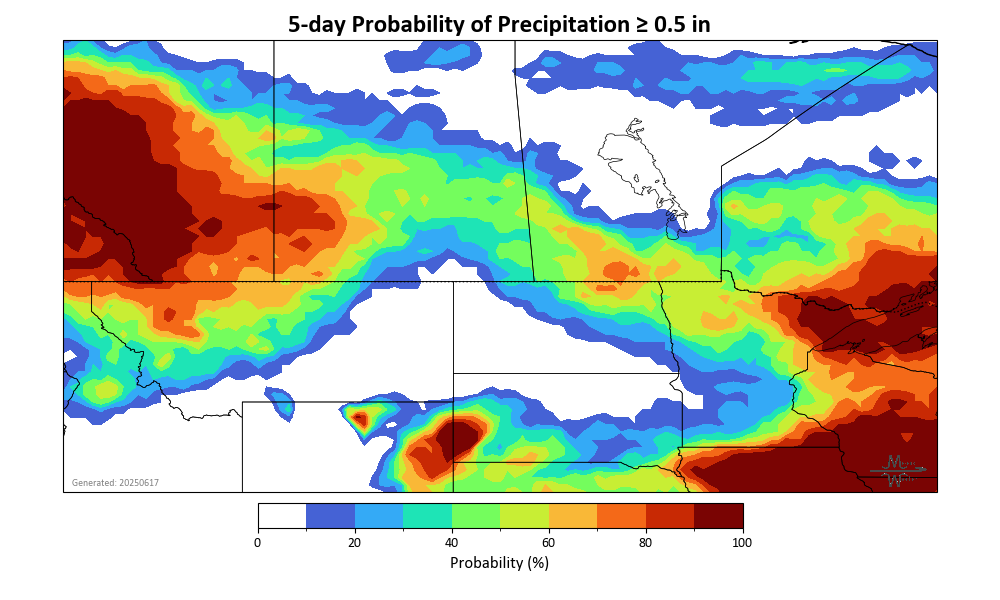 5-day Probability of Precipitation ≥ 0.5 in
Generated: 20250617
0 20 40 60 80 100
Probability (%)